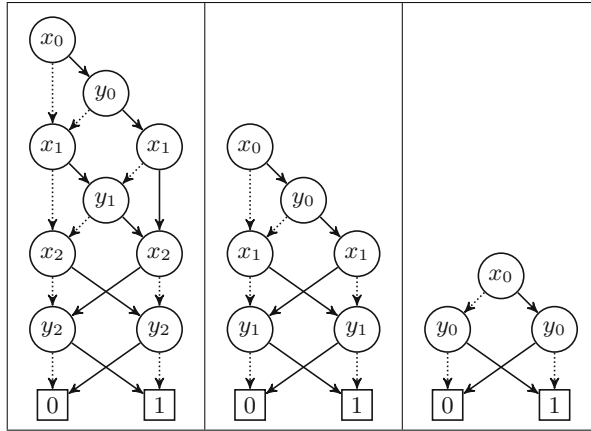 x₀
y₀
x₁ x₁ x₀
y₁ y₀
x₂ x₂ x₁ x₁ x₀
y₂ y₂ y₁ y₁ y₀ y₀
0 1 0 1 0 1